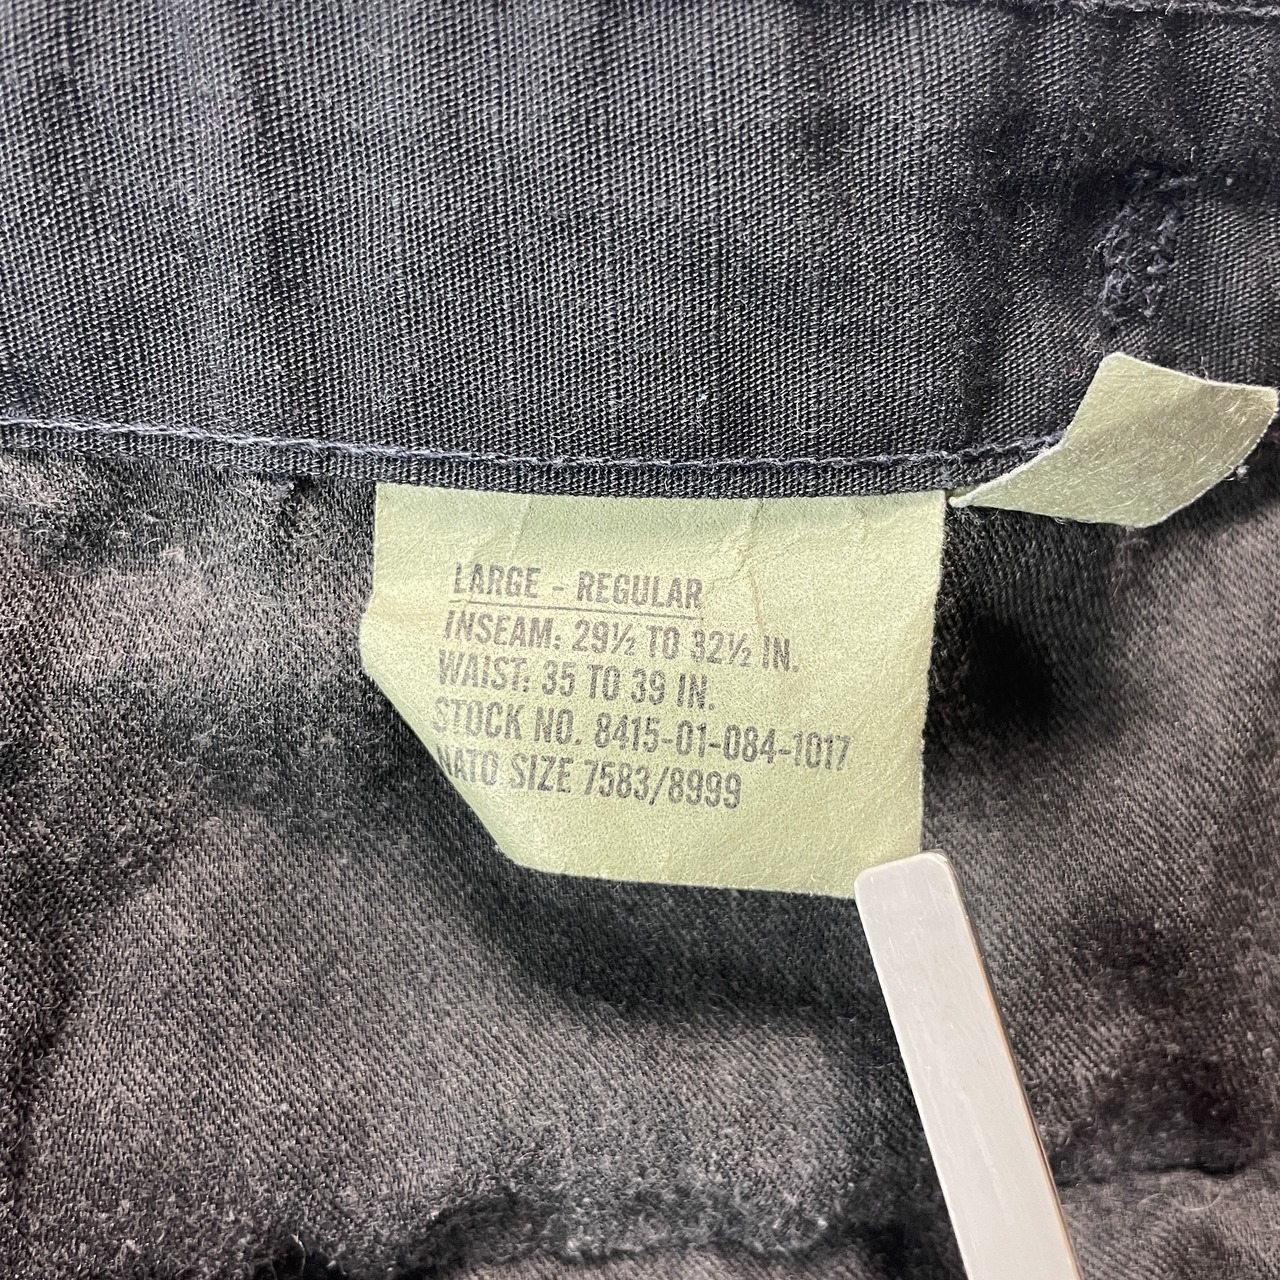 LARGE - REGULAR
INSEAM: 29½ TO 32½ IN.
WAIST: 35 TO 39 IN.
STOCK NO. 8415-01-084-1017
NATO SIZE 7583/8999